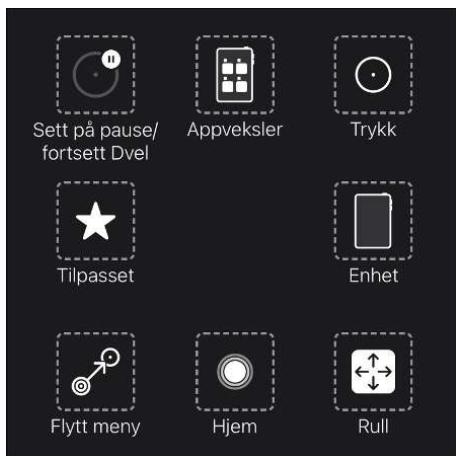 Sett på pause/
fortsett Dvel
Appveksler
Trykk
Tilpasset
Enhet
Flytt meny
Hjem
Rull